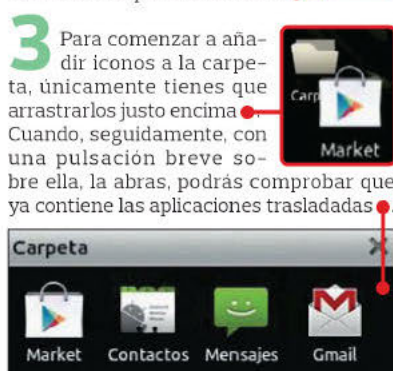 3 Para comenzar a aña-
dir iconos a la carpe-
ta, únicamente tienes que
arrastrarlos justo encima .
Cuando, seguidamente, con
una pulsación breve so-
bre ella, la abras, podrás comprobar que
ya contiene las aplicaciones trasladadas .
Carp
Market
Carpeta
Market Contactos Mensajes Gmail